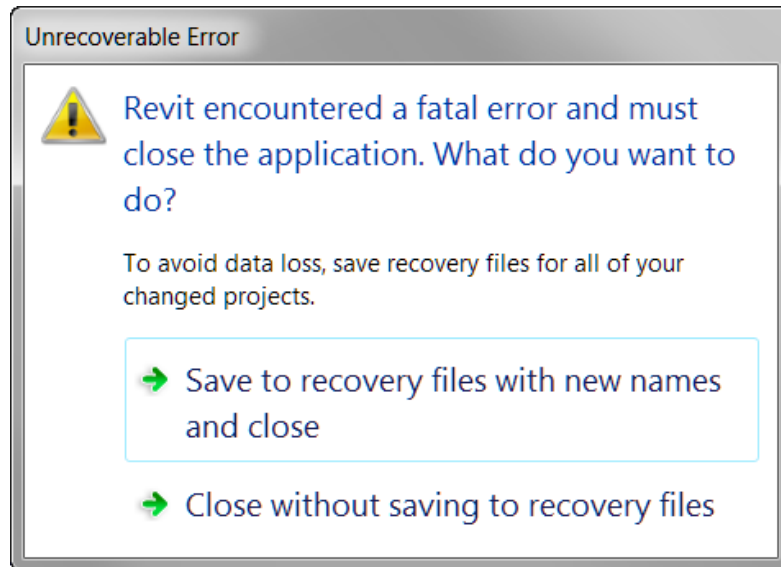 Unrecoverable Error
Revit encountered a fatal error and must
close the application. What do you want to
do?
To avoid data loss, save recovery files for all of your
changed projects.
Save to recovery files with new names
and close
Close without saving to recovery files